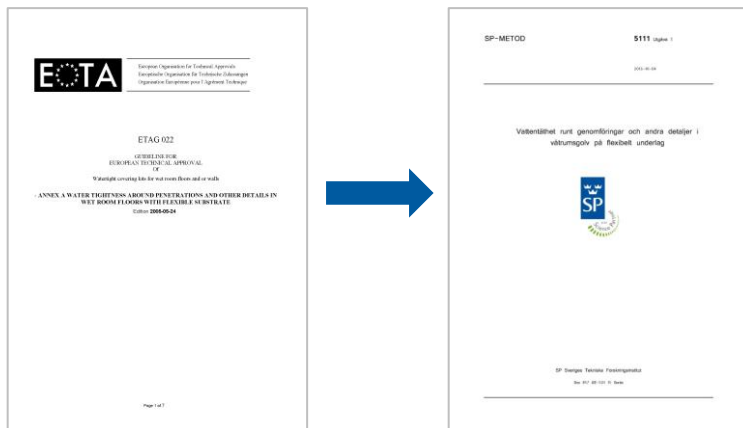 EOTA
European Organisation for Technical Approvals
Europäische Organisation für Technische Zulassungen
Organisation Européenne pour l'Agrément Technique
ETAG 022
GUIDELINE FOR
EUROPEAN TECHNICAL APPROVAL
Of
Watertight covering kits for wet room floors and or walls
- ANNEX A WATER TIGHTNESS AROUND PENETRATIONS AND OTHER DETAILS IN
WET ROOM FLOORS WITH FLEXIBLE SUBSTRATE
Edition
Page 1 of 7
SP-METOD 5111 Utgåva 1
Vattentäthet runt genomföringar och andra detaljer i
våtrumsgolv på flexibelt underlag
SP
SP Sveriges Tekniska Forskningsinstitut